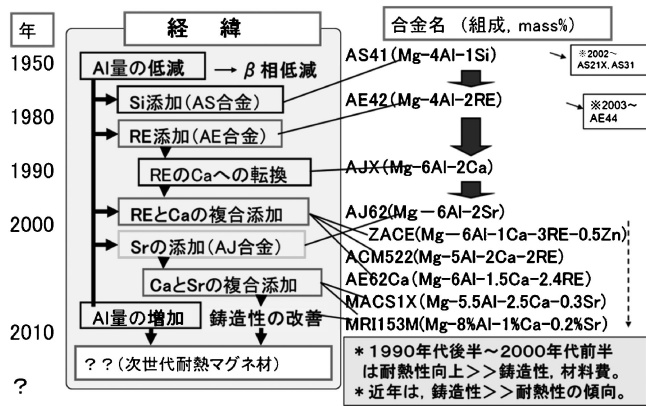 年
経 緯
合金名 (組成, mass%)
1950
1980
1990
2000
2010
?
Al量の低減 → β相低減
Si添加(AS合金)
RE添加(AE合金)
REのCaへの転換
REとCaの複合添加
Srの添加(AJ合金)
CaとSrの複合添加
Al量の増加 鋳造性の改善
??(次世代耐熱マグネ材)
AS41(Mg-4Al-1Si)
※2002~
AS21X, AS31
AE42(Mg-4Al-2RE)
※2003~
AE44
AJX(Mg-6Al-2Ca)
AJ62(Mg-6Al-2Sr)
ZACE(Mg-6Al-1Ca-3RE-0.5Zn)
ACM522(Mg-5Al-2Ca-2RE)
AE62Ca(Mg-6Al-1.5Ca-2.4RE)
MACS1X(Mg-5.5Al-2.5Ca-0.3Sr)
MRI153M(Mg-8%Al-1%Ca-0.2%Sr)
*1990年代後半~2000年代前半
は耐熱性向上>>鋳造性, 材料費。
*近年は, 鋳造性>>耐熱性の傾向。